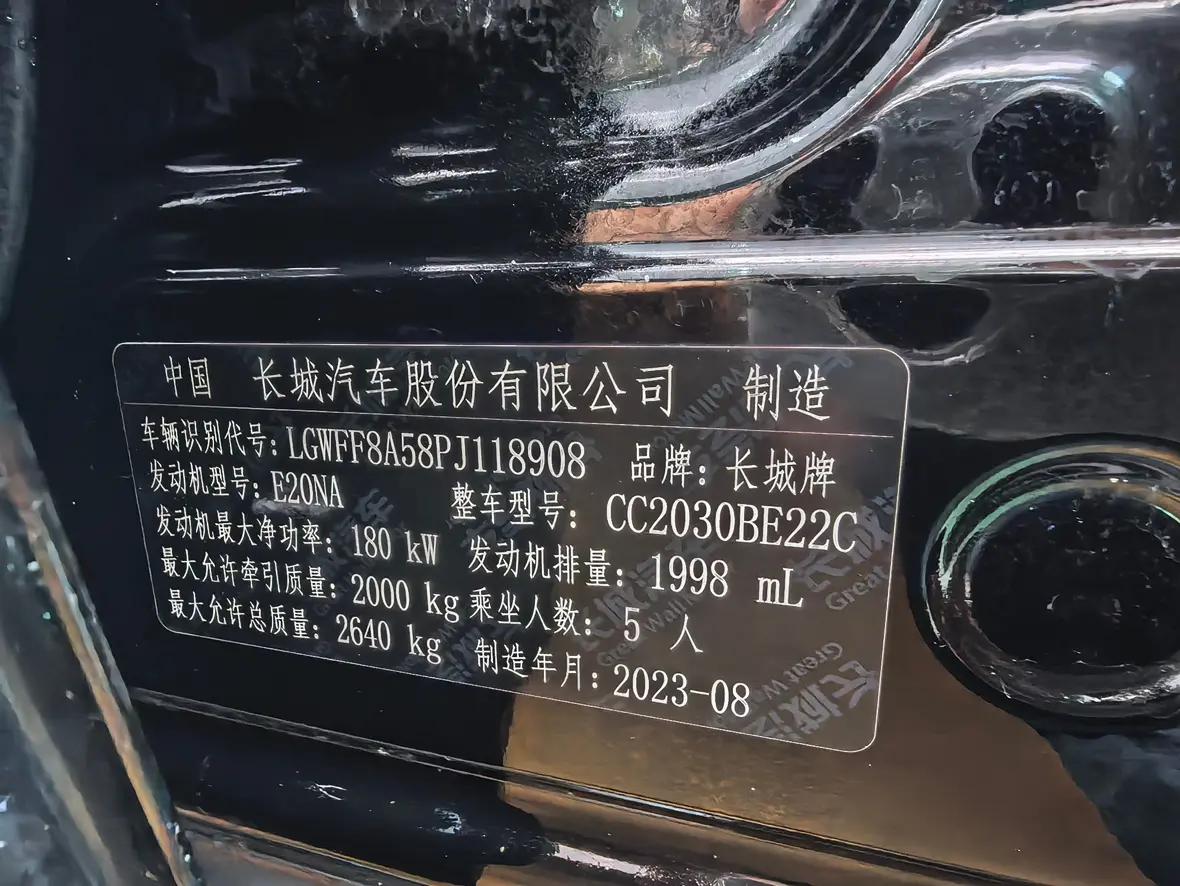 中国 长城汽车股份有限公司 制造
车辆识别代号：LGWFF8A58PJ118908 品牌：长城牌
发动机型号：E20NA 整车型号：CC2030BE22C
发动机最大净功率：180 kW 发动机排量：1998 mL
最大允许牵引质量：2000 kg 乘坐人数：5 人
最大允许总质量：2640 kg 制造年月：2023-08